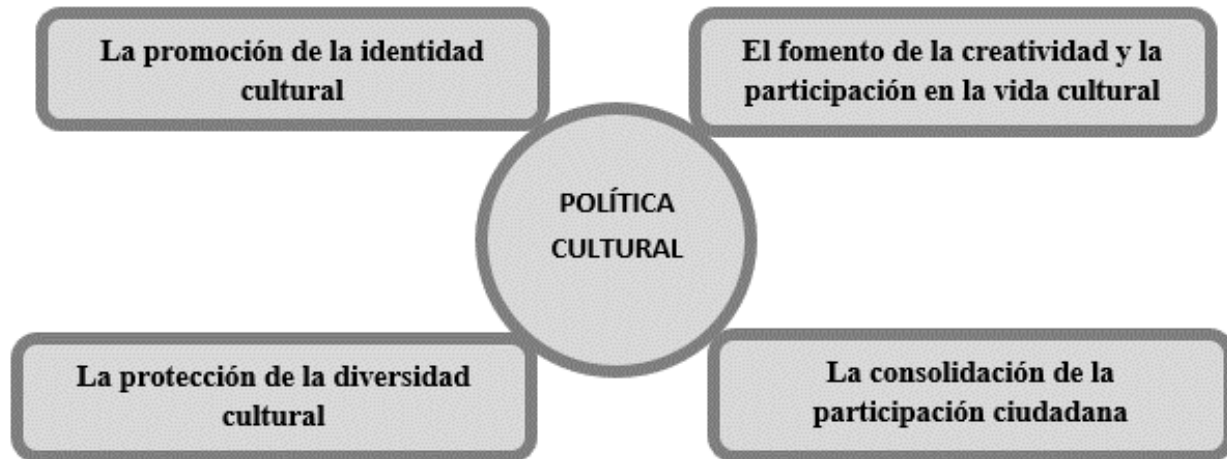 La promoción de la identidad
cultural
El fomento de la creatividad y la
participación en la vida cultural
POLÍTICA
CULTURAL
La protección de la diversidad
cultural
La consolidación de la
participación ciudadana